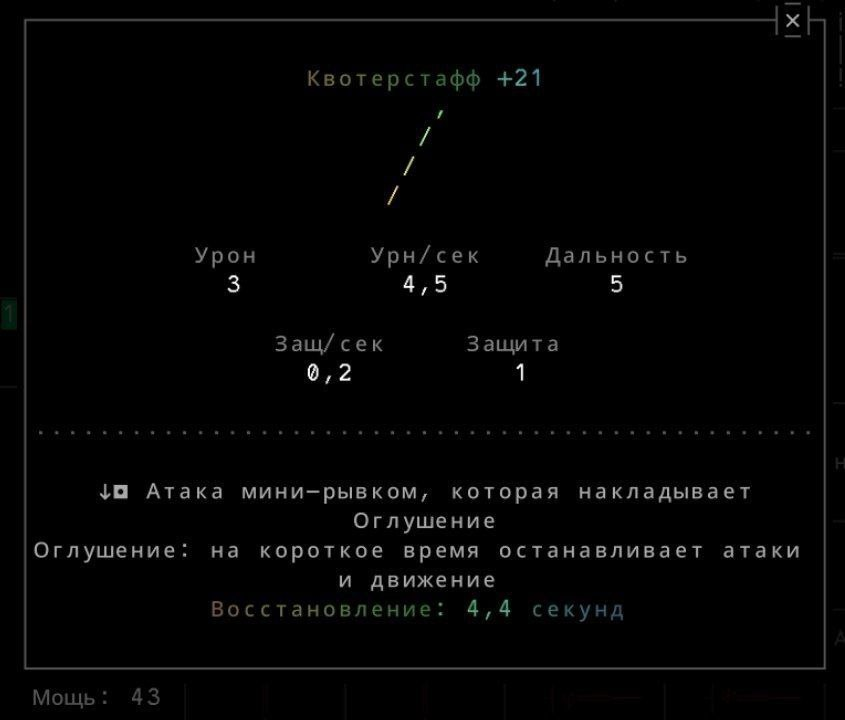 ×
Квотерстафф +21
Урон Урн/сек Дальность
3 4,5 5
Защ/сек Защита
0,2 1
↓◘ Атака мини-рывком, которая накладывает
Оглушение
Оглушение: на короткое время останавливает атаки
и движение
Восстановление: 4,4 секунд
1
Мощь: 43